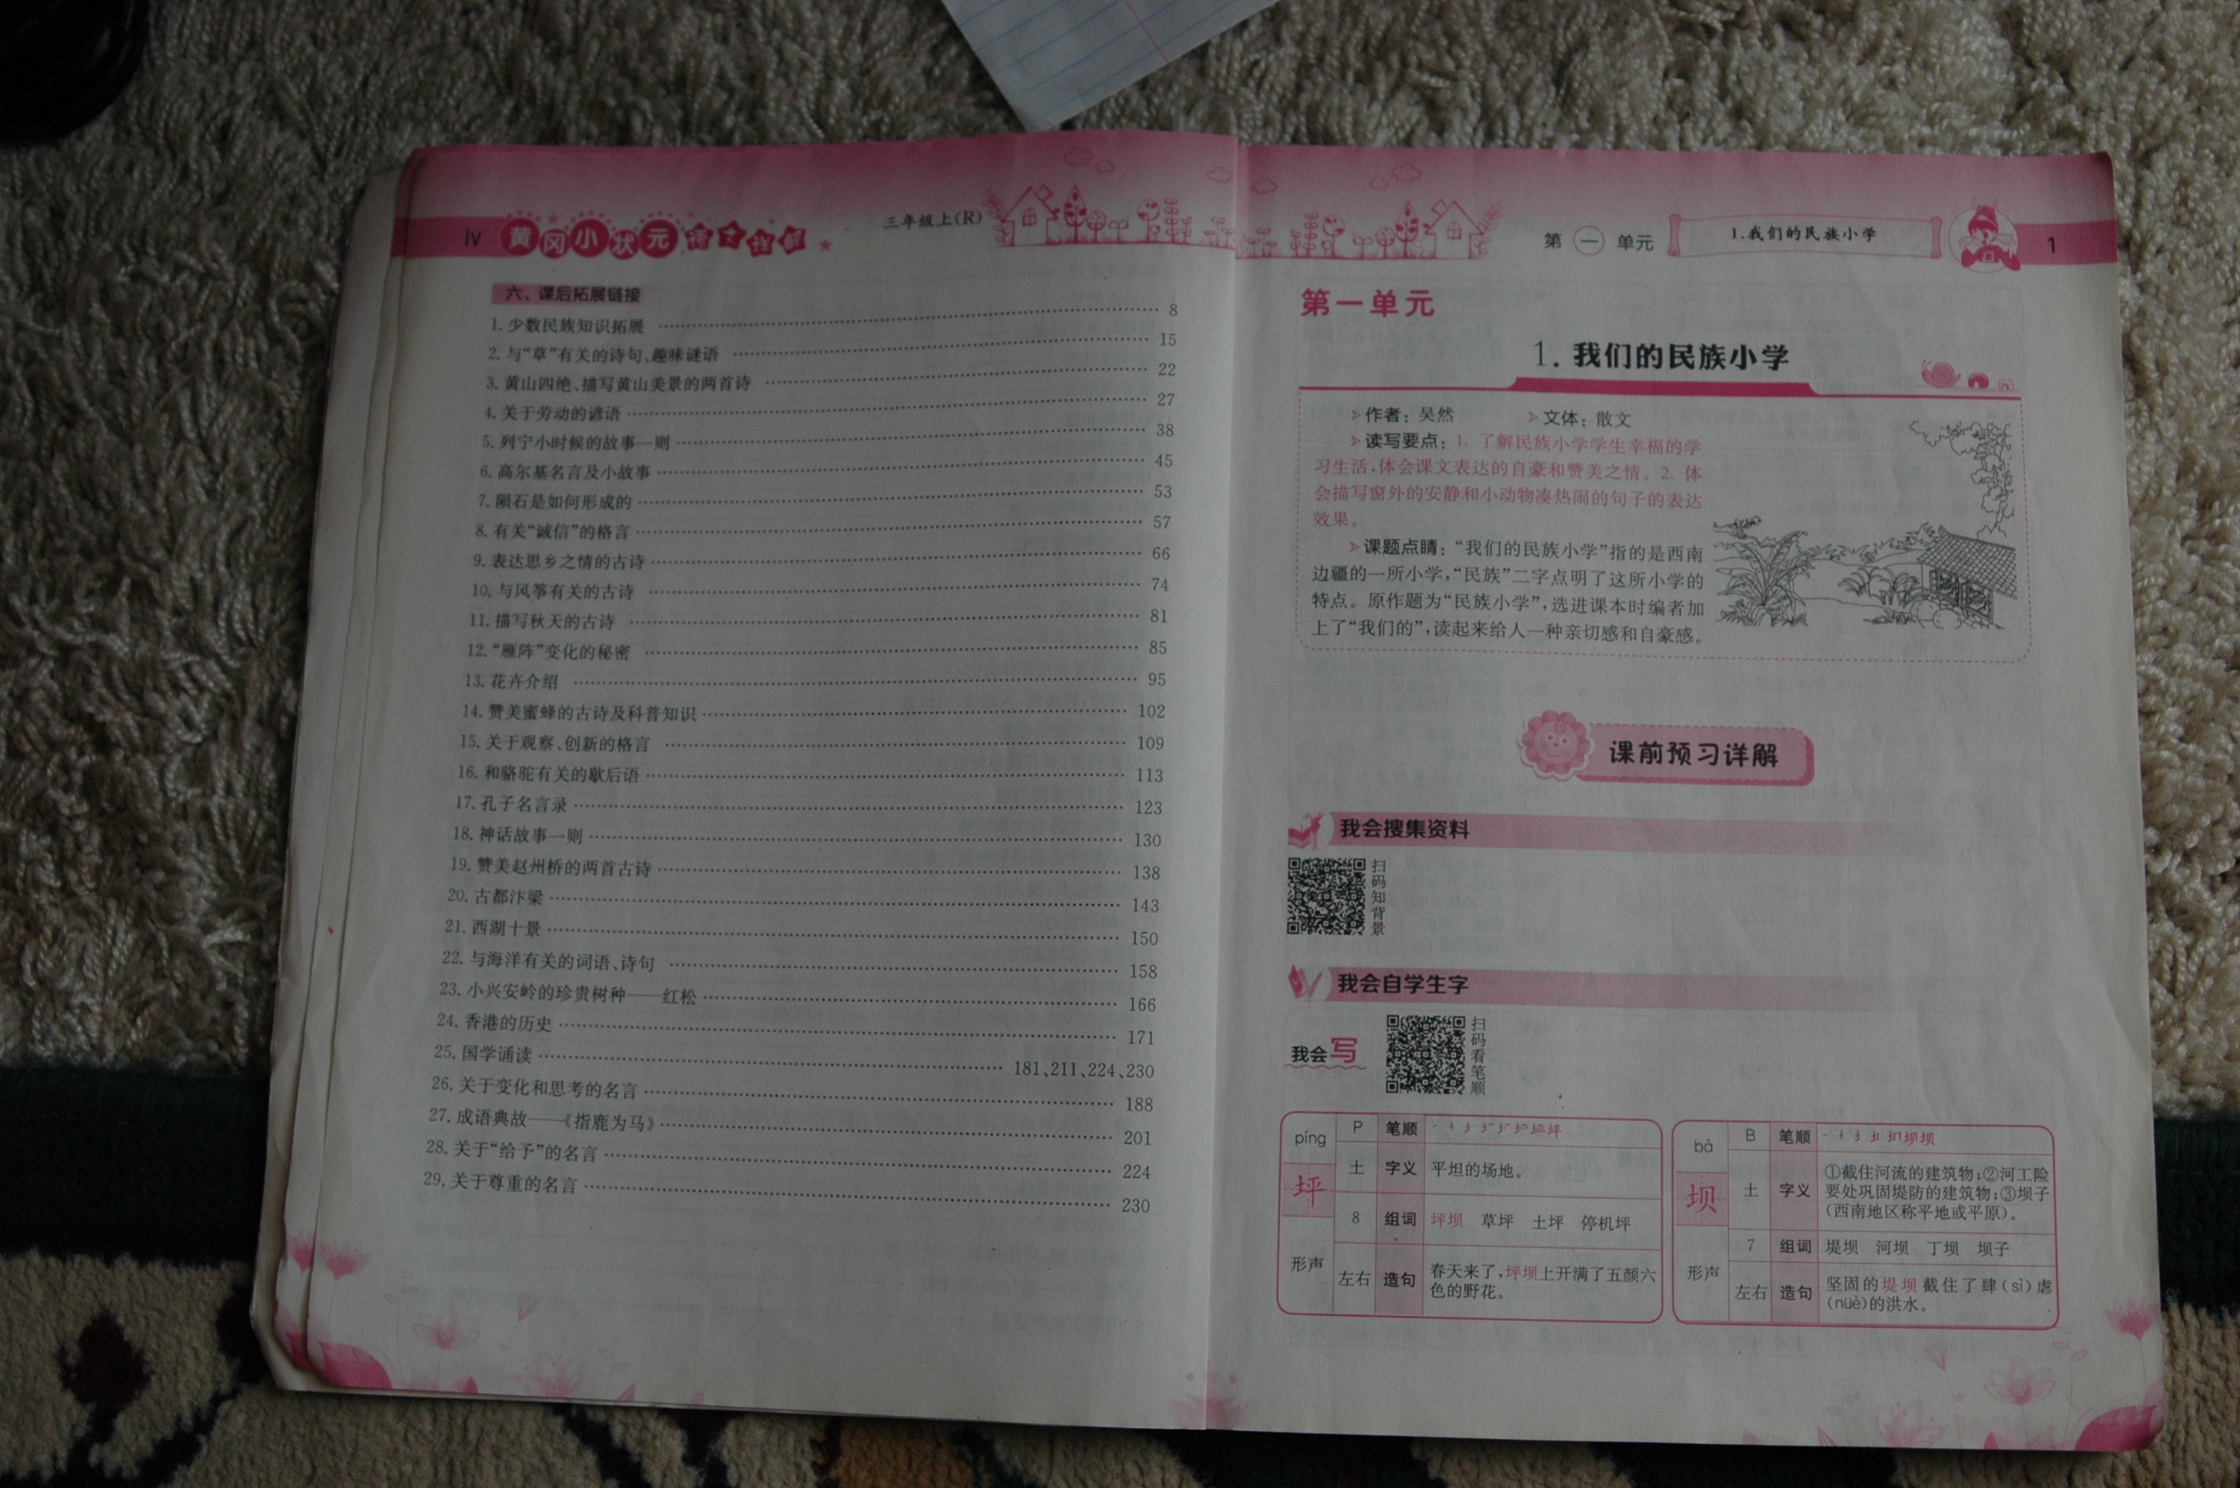 iv 黄冈小状元语文详解 三年级上(R)
六、课后拓展链接
1. 少数民族知识拓展 8
2. 与“草”有关的诗句、趣味谜语 15
3. 黄山四绝、描写黄山美景的两首诗 22
4. 关于劳动的谚语 27
5. 列宁小时候的故事一则 38
6. 高尔基名言及小故事 45
7. 陨石是如何形成的 53
8. 有关“诚信”的格言 57
9. 表达思乡之情的古诗 66
10. 与风筝有关的古诗 74
11. 描写秋天的古诗 81
12. “雁阵”变化的秘密 85
13. 花卉介绍 95
14. 赞美蜜蜂的古诗及科普知识 102
15. 关于观察、创新的格言 109
16. 和骆驼有关的歇后语 113
17. 孔子名言录 123
18. 神话故事一则 130
19. 赞美赵州桥的两首古诗 138
20. 古都汴梁 143
21. 西湖十景 150
22. 与海洋有关的词语、诗句 158
23. 小兴安岭的珍贵树种——红松 166
24. 香港的历史 171
25. 国学诵读 181、211、224、230
26. 关于变化和思考的名言 188
27. 成语典故——《指鹿为马》 201
28. 关于“给予”的名言 224
29. 关于尊重的名言 230
第一单元 1.我们的民族小学 1
第一单元
1. 我们的民族小学
作者：吴然 文体：散文
读写要点：1. 了解民族小学学生幸福的学
习生活，体会课文表达的自豪和赞美之情。2. 体
会描写窗外的安静和小动物凑热闹的句子的表达
效果。
课题点睛：“我们的民族小学”指的是西南
边疆的一所小学，“民族”二字点明了这所小学的
特点。原作题为“民族小学”，选进课本时编者加
上了“我们的”，读起来给人一种亲切感和自豪感。
课前预习详解
我会搜集资料
扫码知背景
我会自学生字
我会写
扫码看笔顺
píng P 笔顺
坪 土 字义 平坦的场地。
8 组词 坪坝 草坪 土坪 停机坪
形声 左右 造句 春天来了，坪坝上开满了五颜六
色的野花。
bà B 笔顺
坝 土 字义 ①截住河流的建筑物；②河工险
要处巩固堤防的建筑物；③坝子
（西南地区称平地或平原）。
7 组词 堤坝 河坝 丁坝 坝子
形声 左右 造句 坚固的堤坝截住了肆（sì）虐
（nüè）的洪水。